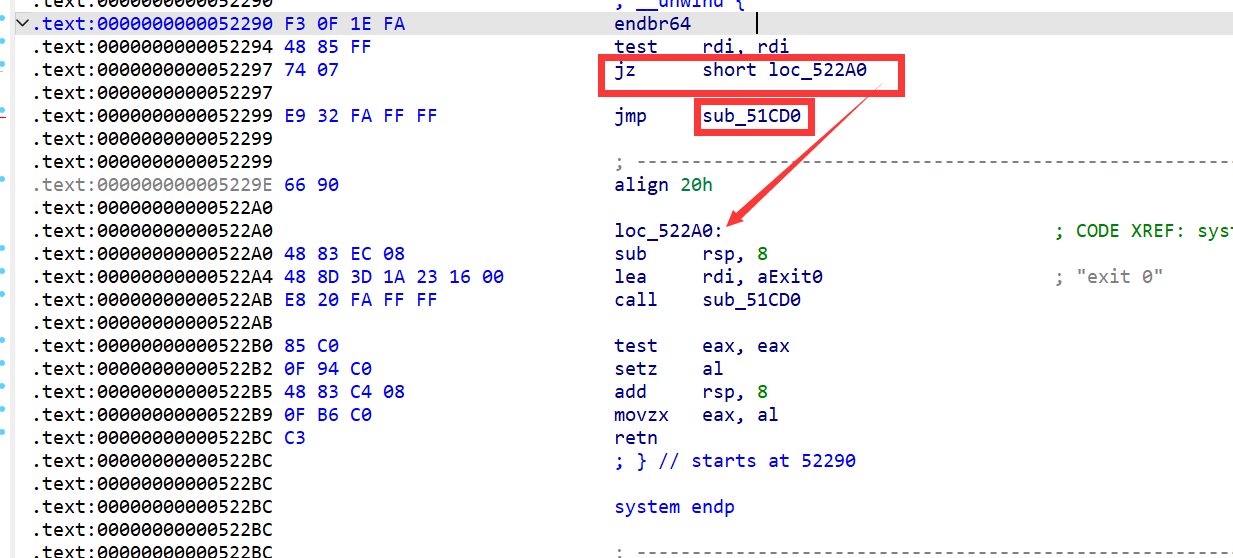 ; __unwind {
.text:0000000000052290 F3 0F 1E FA endbr64
.text:0000000000052294 48 85 FF test rdi, rdi
.text:0000000000052297 74 07 jz short loc_522A0
.text:0000000000052297
.text:0000000000052299 E9 32 FA FF FF jmp sub_51CD0
.text:0000000000052299
.text:0000000000052299 ; ---------------------------------------------------------------------------
.text:000000000005229E 66 90 align 20h
.text:00000000000522A0
.text:00000000000522A0 loc_522A0: ; CODE XREF: sys
.text:00000000000522A0 48 83 EC 08 sub rsp, 8
.text:00000000000522A4 48 8D 3D 1A 23 16 00 lea rdi, aExit0 ; "exit 0"
.text:00000000000522AB E8 20 FA FF FF call sub_51CD0
.text:00000000000522AB
.text:00000000000522B0 85 C0 test eax, eax
.text:00000000000522B2 0F 94 C0 setz al
.text:00000000000522B5 48 83 C4 08 add rsp, 8
.text:00000000000522B9 0F B6 C0 movzx eax, al
.text:00000000000522BC C3 retn
.text:00000000000522BC ; } // starts at 52290
.text:00000000000522BC
.text:00000000000522BC system endp
.text:00000000000522BC
.text:00000000000522BC ; ---------------------------------------------------------------------------